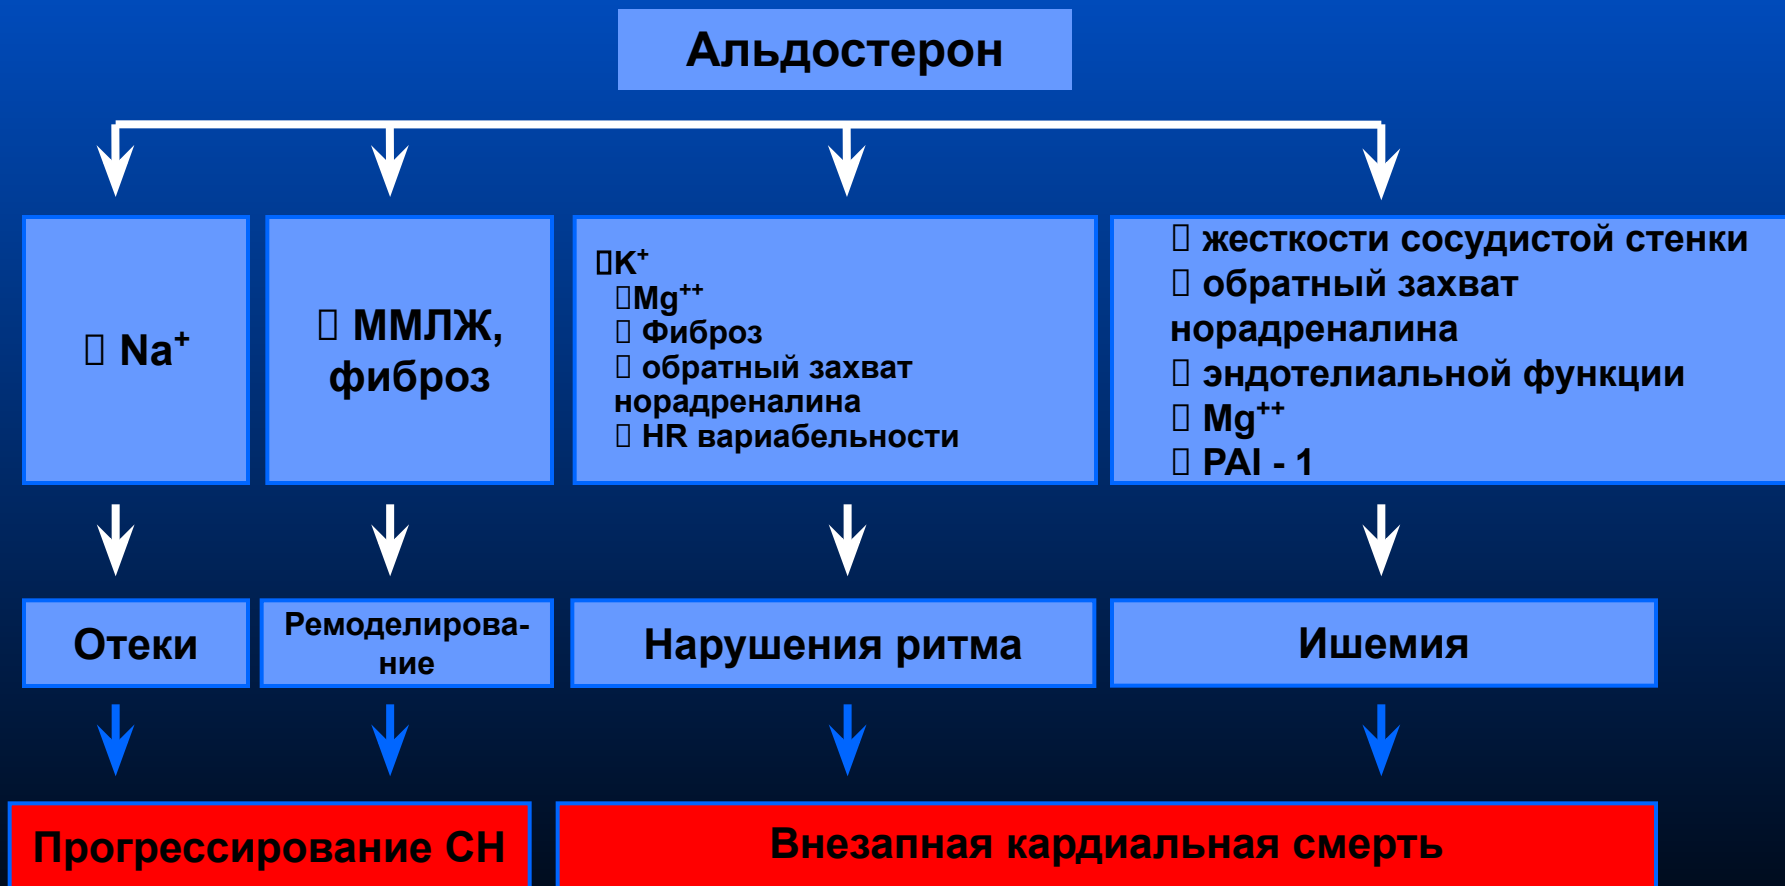 Альдостерон
▯ Na⁺
▯ ММЛЖ,
фиброз
▯K⁺
▯Mg⁺⁺
▯ Фиброз
▯ обратный захват
норадреналина
▯ HR вариабельности
▯ жесткости сосудистой стенки
▯ обратный захват
норадреналина
▯ эндотелиальной функции
▯ Mg⁺⁺
▯ PAI - 1
Отеки
Ремоделирова-
ние
Нарушения ритма
Ишемия
Прогрессирование СН
Внезапная кардиальная смерть